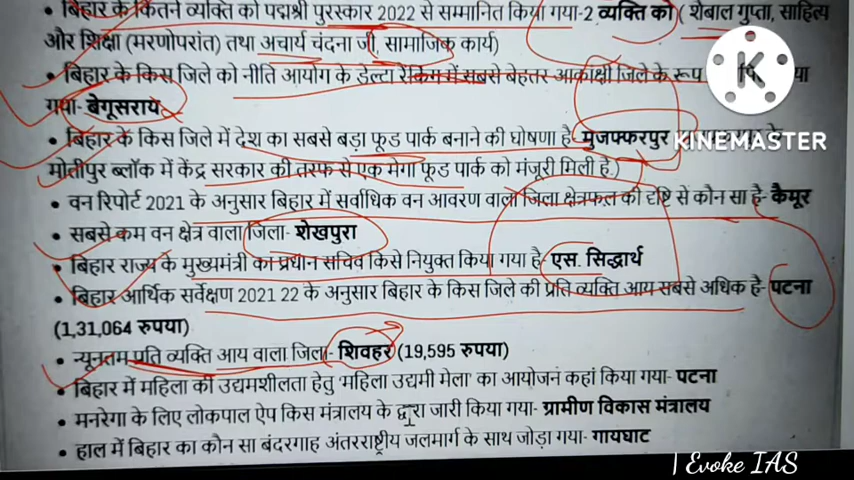 • बिहार के कितने व्यक्ति को पद्मश्री पुरस्कार 2022 से सम्मानित किया गया-2 व्यक्ति को ( शैबाल गुप्ता, साहित्य
और शिक्षा (मरणोपरांत) तथा अचार्य चंदना जी, सामाजिक कार्य)
• बिहार के किस जिले को नीति आयोग के डेल्टा रैंकिग में सबसे बेहतर आकांक्षी जिले के रूप
गया- बेगूसराय
• बिहार के किस जिले में देश का सबसे बड़ा फूड पार्क बनाने की घोषणा है- मुजफ्फरपुर
मोतीपुर ब्लॉक में केंद्र सरकार की तरफ से एक मेगा फूड पार्क को मंजूरी मिली है.)
• वन रिपोर्ट 2021 के अनुसार बिहार में सर्वाधिक वन आवरण वाला जिला क्षेत्रफल की दृष्टि से कौन सा है- कैमूर
• सबसे कम वन क्षेत्र वाला जिला- शेखपुरा
• बिहार राज्य के मुख्यमंत्री का प्रधान सचिव किसे नियुक्त किया गया है- एस. सिद्धार्थ
• बिहार आर्थिक सर्वेक्षण 2021 22 के अनुसार बिहार के किस जिले की प्रति व्यक्ति आय सबसे अधिक है- पटना
(1,31,064 रुपया)
• न्यूनतम प्रति व्यक्ति आय वाला जिला- शिवहर (19,595 रुपया)
• बिहार में महिला की उद्यमशीलता हेतु 'महिला उद्यमी मेला' का आयोजन कहां किया गया- पटना
• मनरेगा के लिए लोकपाल ऐप किस मंत्रालय के द्वारा जारी किया गया- ग्रामीण विकास मंत्रालय
• हाल में बिहार का कौन सा बंदरगाह अंतरराष्ट्रीय जलमार्ग के साथ जोड़ा गया- गायघाट
KINEMASTER
Evoke IAS